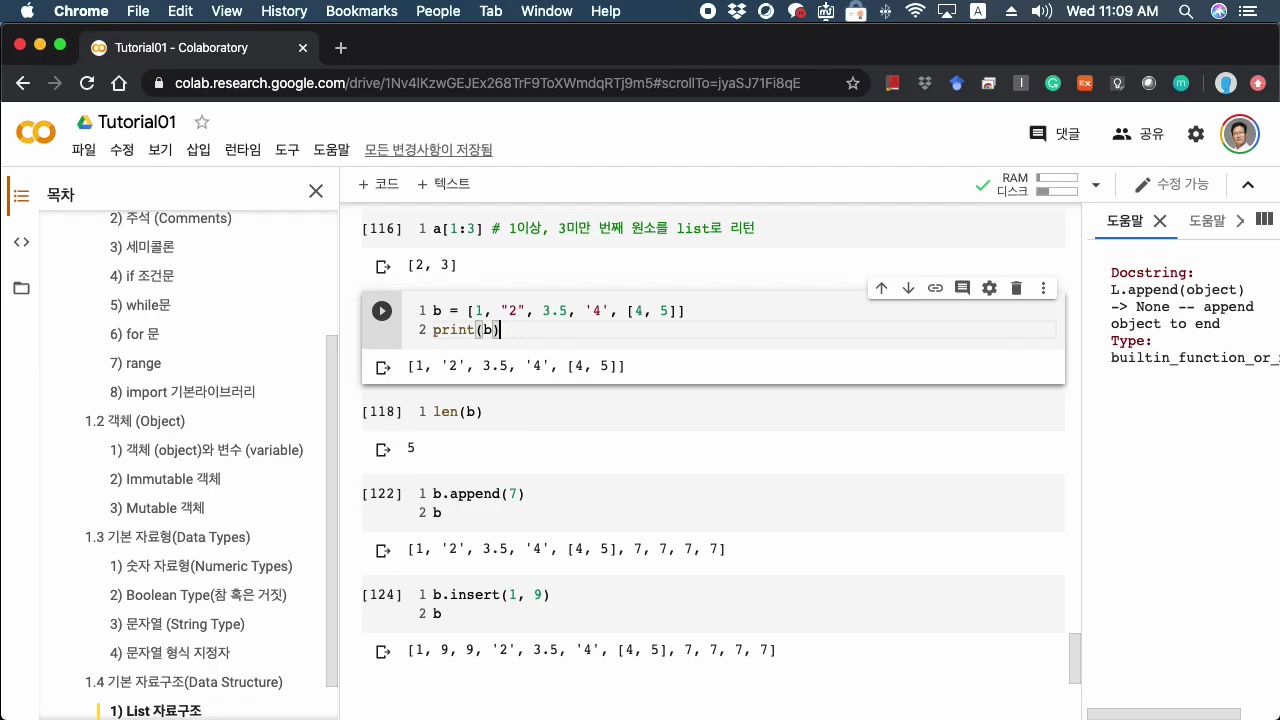 Chrome File Edit View History Bookmarks People Tab Window Help A Wed 11:09 AM
Tutorial01 - Colaboratory
colab.research.google.com/drive/1Nv4lKzwGEJEx268TrF9ToXWmdqRTj9m5#scrollTo=jyaSJ71Fi8qE
Tutorial01
댓글 공유
파일 수정 보기 삽입 런타임 도구 도움말 모든 변경사항이 저장됨
목차
+ 코드 + 텍스트
RAM
디스크
수정 가능
2) 주석 (Comments)
3) 세미콜론
4) if 조건문
5) while문
6) for 문
7) range
8) import 기본라이브러리
1.2 객체 (Object)
1) 객체 (object)와 변수 (variable)
2) Immutable 객체
3) Mutable 객체
1.3 기본 자료형(Data Types)
1) 숫자 자료형(Numeric Types)
2) Boolean Type(참 혹은 거짓)
3) 문자열 (String Type)
4) 문자열 형식 지정자
1.4 기본 자료구조(Data Structure)
1) List 자료구조
[116] 1 a[1:3] # 1이상, 3미만 번째 원소를 list로 리턴
[2, 3]
1 b = [1, "2", 3.5, '4', [4, 5]]
2 print(b)
[1, '2', 3.5, '4', [4, 5]]
[118] 1 len(b)
5
[122] 1 b.append(7)
2 b
[1, '2', 3.5, '4', [4, 5], 7, 7, 7, 7]
[124] 1 b.insert(1, 9)
2 b
[1, 9, 9, '2', 3.5, '4', [4, 5], 7, 7, 7, 7]
도움말 도움말
Docstring:
L.append(object)
-> None -- append
object to end
Type:
builtin_function_or_